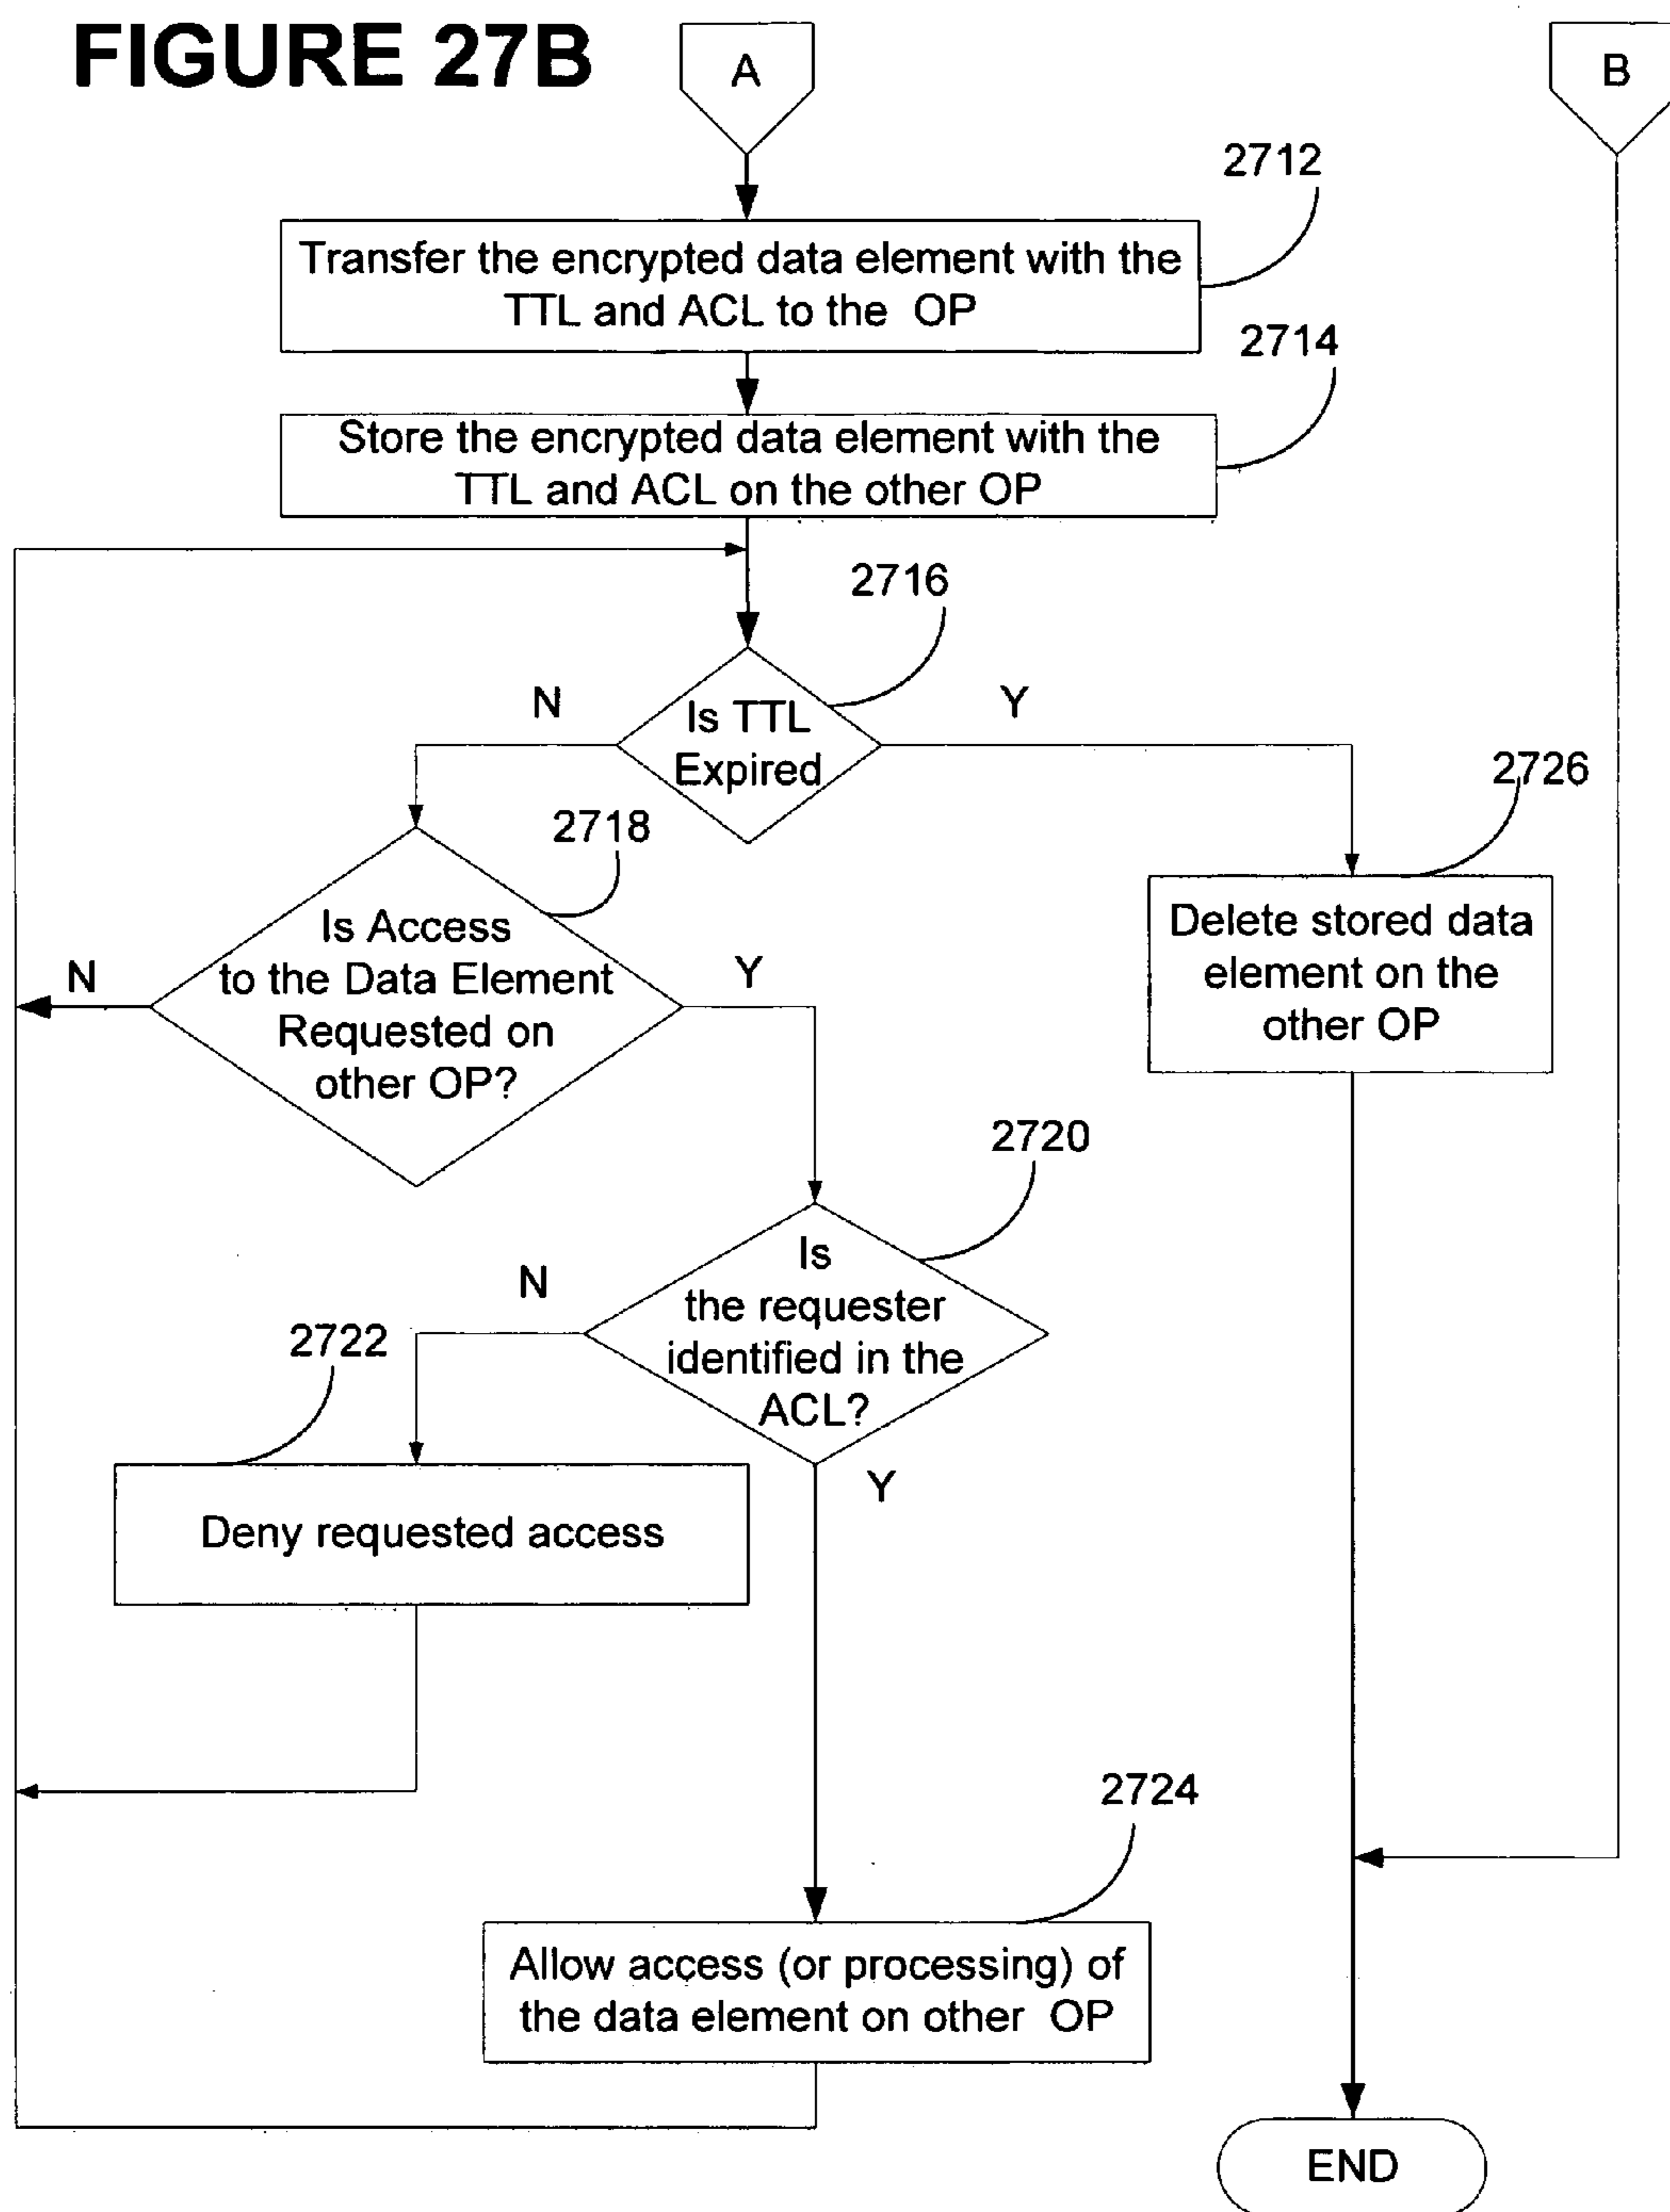 FIGURE 27B
A
B
2712
Transfer the encrypted data element with the
TTL and ACL to the OP
2714
Store the encrypted data element with the
TTL and ACL on the other OP
2716
N
Y
Is TTL
Expired
2726
2718
Delete stored data
element on the
other OP
Is Access
to the Data Element
Requested on
other OP?
N
Y
2720
Is
the requester
identified in the
ACL?
N
2722
Y
Deny requested access
2724
Allow access (or processing) of
the data element on other OP
END